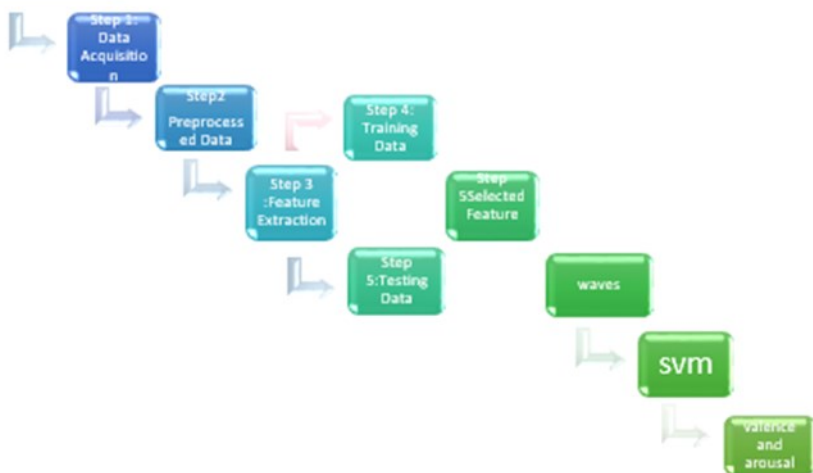 Step 1:
Data
Acquisitio
n
Step2
Preprocess
ed Data
Step 3
:Feature
Extraction
Step 4:
Training
Data
Step
5:Testing
Data
Step
5Selected
Feature
waves
svm
valence
and
arousal